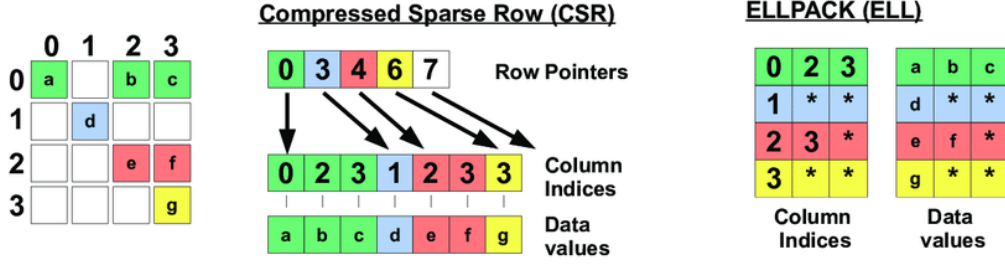 Compressed Sparse Row (CSR)
ELLPACK (ELL)
0 1 2 3
0 a b c
1 d
2 e f
3 g
0 3 4 6 7
Row Pointers
0 2 3 1 2 3 3
Column
Indices
a b c d e f g
Data
values
0 2 3
1 * *
2 3 *
3 * *
Column
Indices
a b c
d * *
e f *
g * *
Data
values